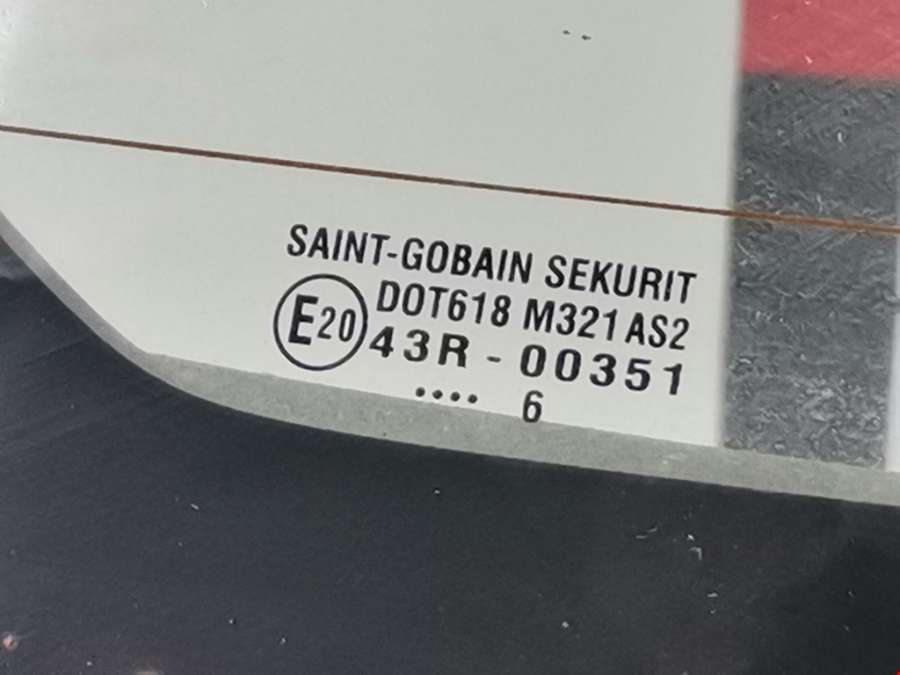 SAINT-GOBAIN SEKURIT
E20 DOT618 M321 AS2
43R - 00351
.... 6